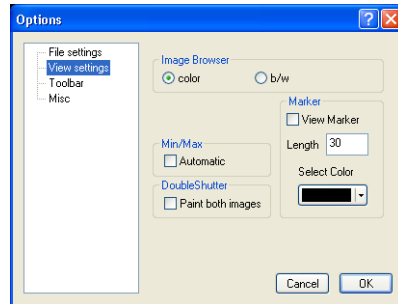 Options
File settings
View settings
Toolbar
Misc
Image Browser
color b/w
Marker
View Marker
Length 30
Select Color
Min/Max
Automatic
DoubleShutter
Paint both images
Cancel OK